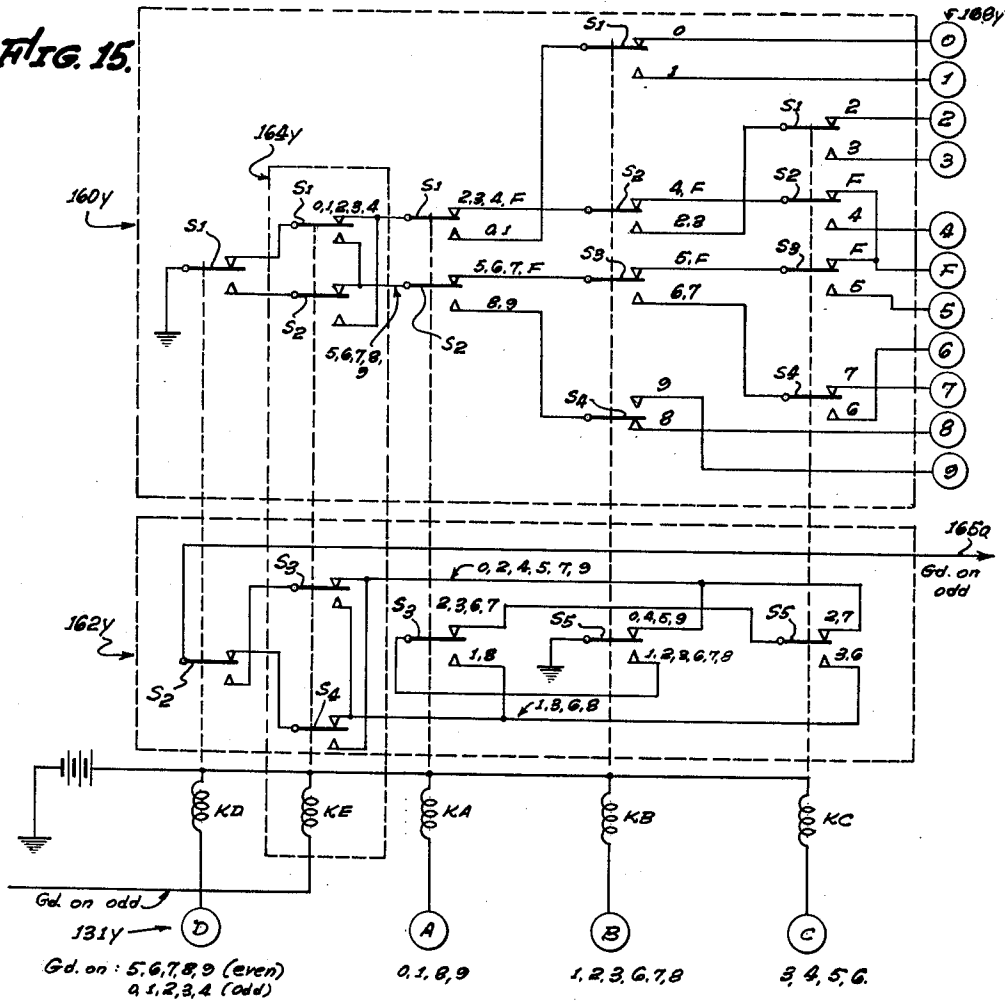 FIG. 15.
168y
S1
0
0
1
1
164y
S1
2
2
3
3
160y
S1
0,1,2,3,4
S1
2,3,4,F
S2
4,F
S2
F
S1
0,1
2,3
4
4
S3
5,F
S3
F
F
5,6,7,F
S2
8,9
6,7
5
5
5,6,7,8,
9
S2
6
S4
7
7
S4
9
6
8
8
9
165a
Gd. on
odd
S3
0,2,4,5,7,9
162y
S3
2,3,6,7
S5
0,4,5,9
S5
2,7
1,8
1,2,3,6,7,8
3,6
S2
S4
1,3,6,8
KD
KE
KA
KB
KC
Gd. on odd
131y
D
A
B
C
Gd. on : 5,6,7,8,9 (even)
0,1,2,3,4 (odd)
0,1,8,9
1,2,3,6,7,8
3,4,5,6.